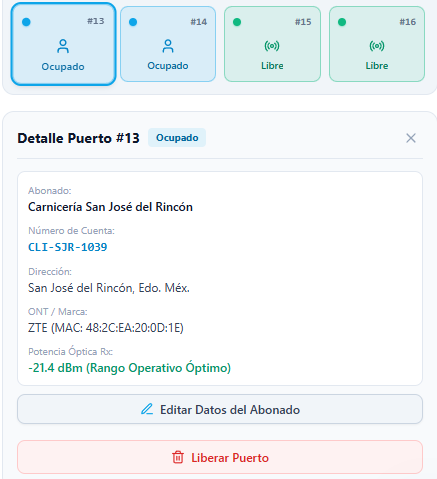 #13
Ocupado
#14
Ocupado
#15
Libre
#16
Libre
Detalle Puerto #13 Ocupado
Abonado:
Carnicería San José del Rincón
Número de Cuenta:
CLI-SJR-1039
Dirección:
San José del Rincón, Edo. Méx.
ONT / Marca:
ZTE (MAC: 48:2C:EA:20:0D:1E)
Potencia Óptica Rx:
-21.4 dBm (Rango Operativo Óptimo)
Editar Datos del Abonado
Liberar Puerto